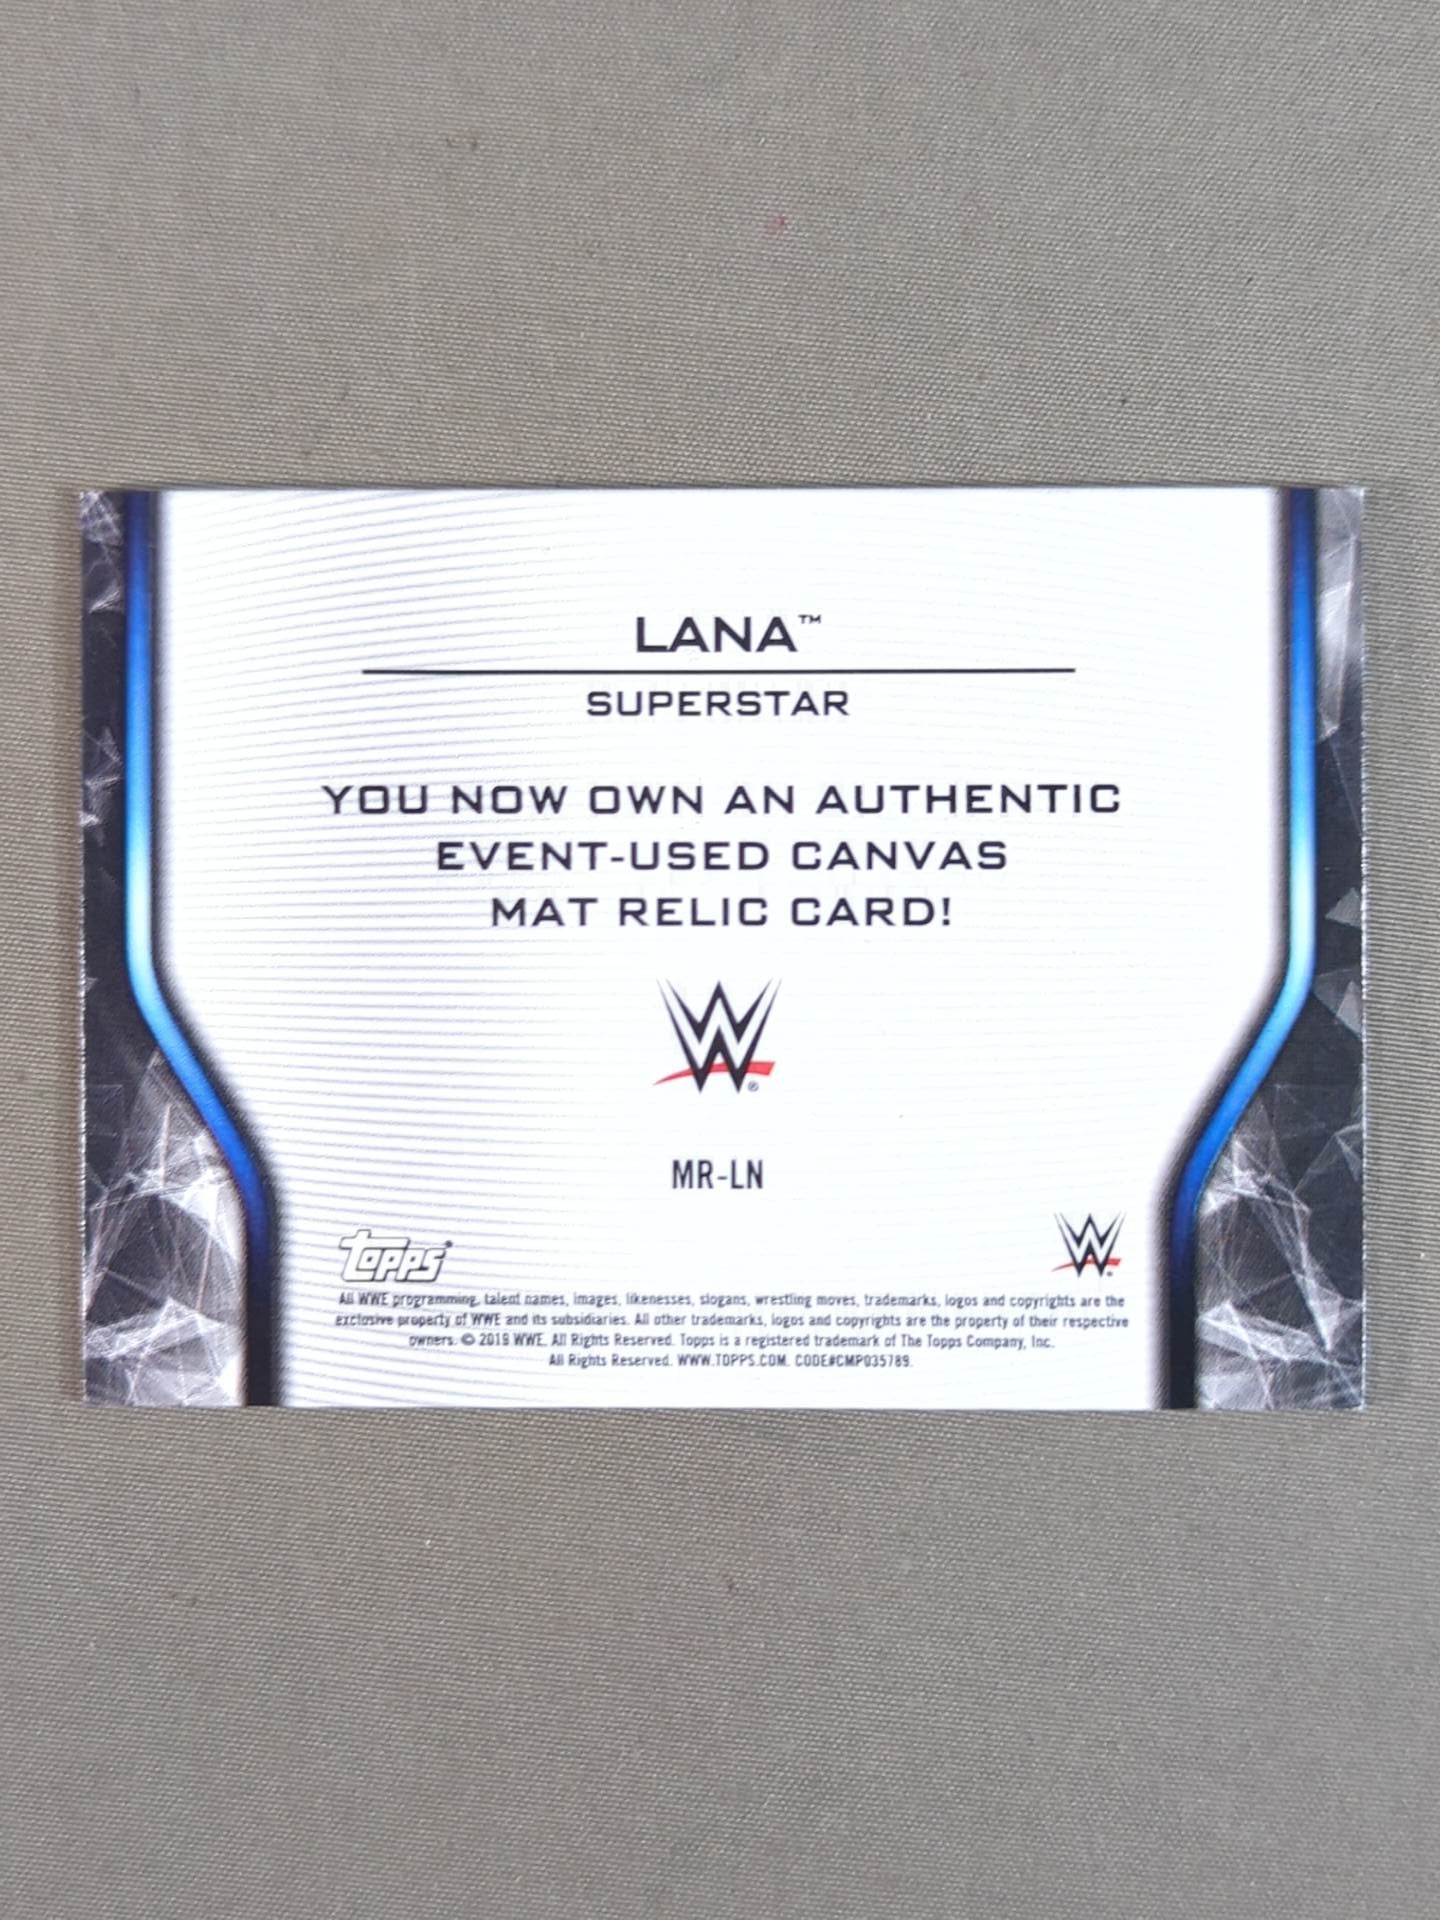 LANA™
SUPERSTAR
YOU NOW OWN AN AUTHENTIC
EVENT-USED CANVAS
MAT RELIC CARD!
W®
MR-LN
topps®
W
All WWE programming, talent names, images, likenesses, slogans, wrestling moves, trademarks, logos and copyrights are the
exclusive property of WWE and its subsidiaries. All other trademarks, logos and copyrights are the property of their respective
owners. © 2019 WWE. All Rights Reserved. Topps is a registered trademark of The Topps Company, Inc.
All Rights Reserved. WWW.TOPPS.COM. CODE#CMP035789.